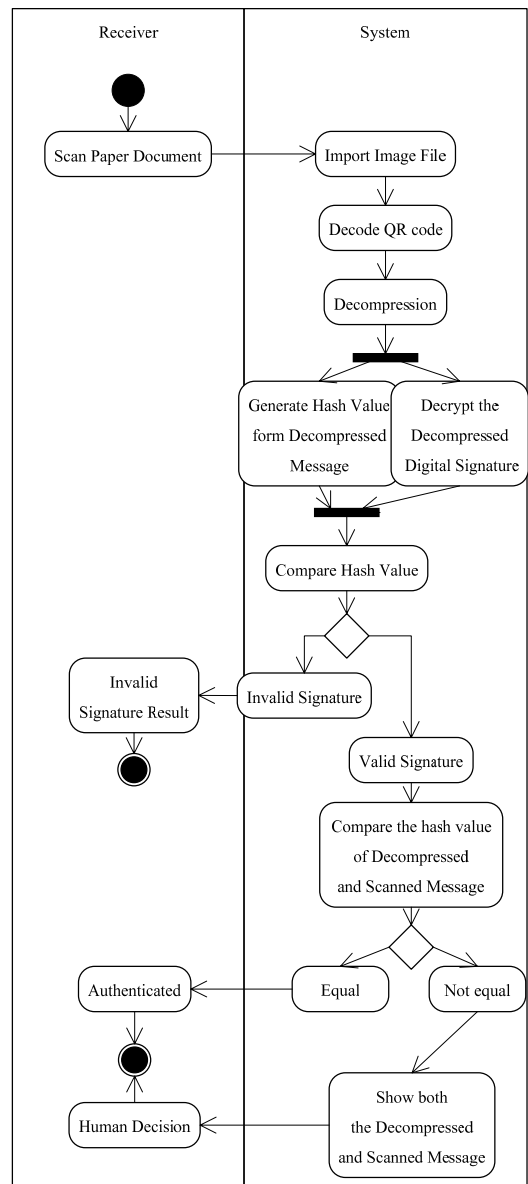 Receiver
System
Scan Paper Document
Import Image File
Decode QR code
Decompression
Generate Hash Value
form Decompressed
Message
Decrypt the
Decompressed
Digital Signature
Compare Hash Value
Invalid
Signature Result
Invalid Signature
Valid Signature
Compare the hash value
of Decompressed
and Scanned Message
Authenticated
Equal
Not equal
Human Decision
Show both
the Decompressed
and Scanned Message